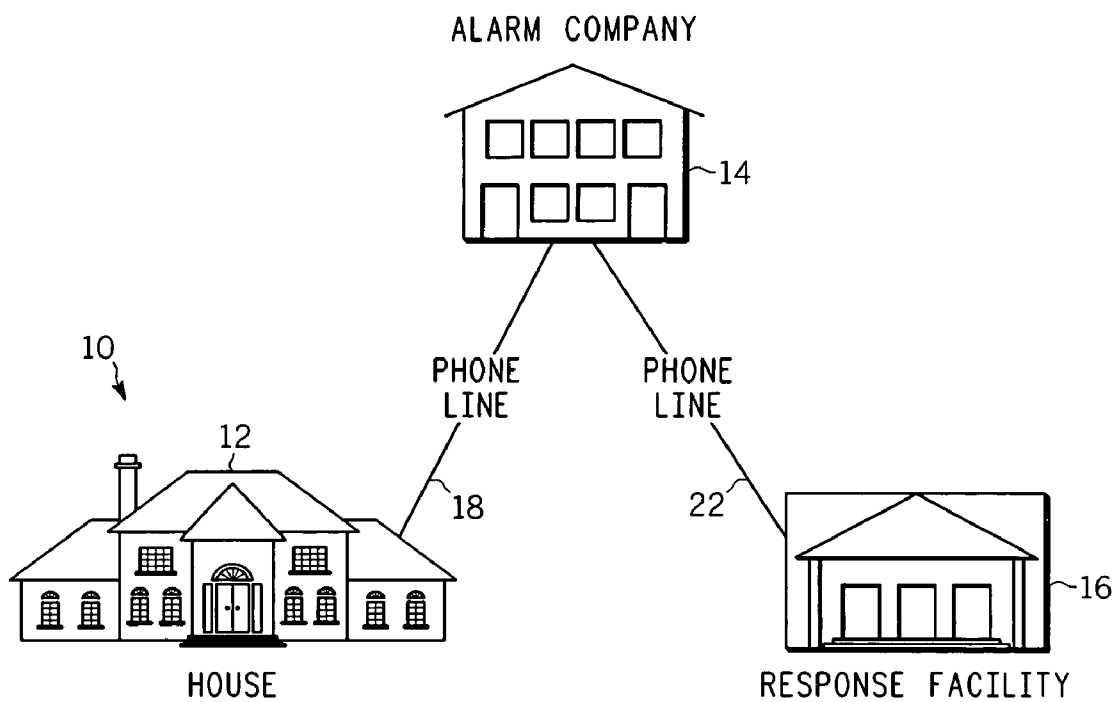 ALARM COMPANY
14
10
PHONE
LINE
PHONE
LINE
12
18
22
16
HOUSE
RESPONSE FACILITY